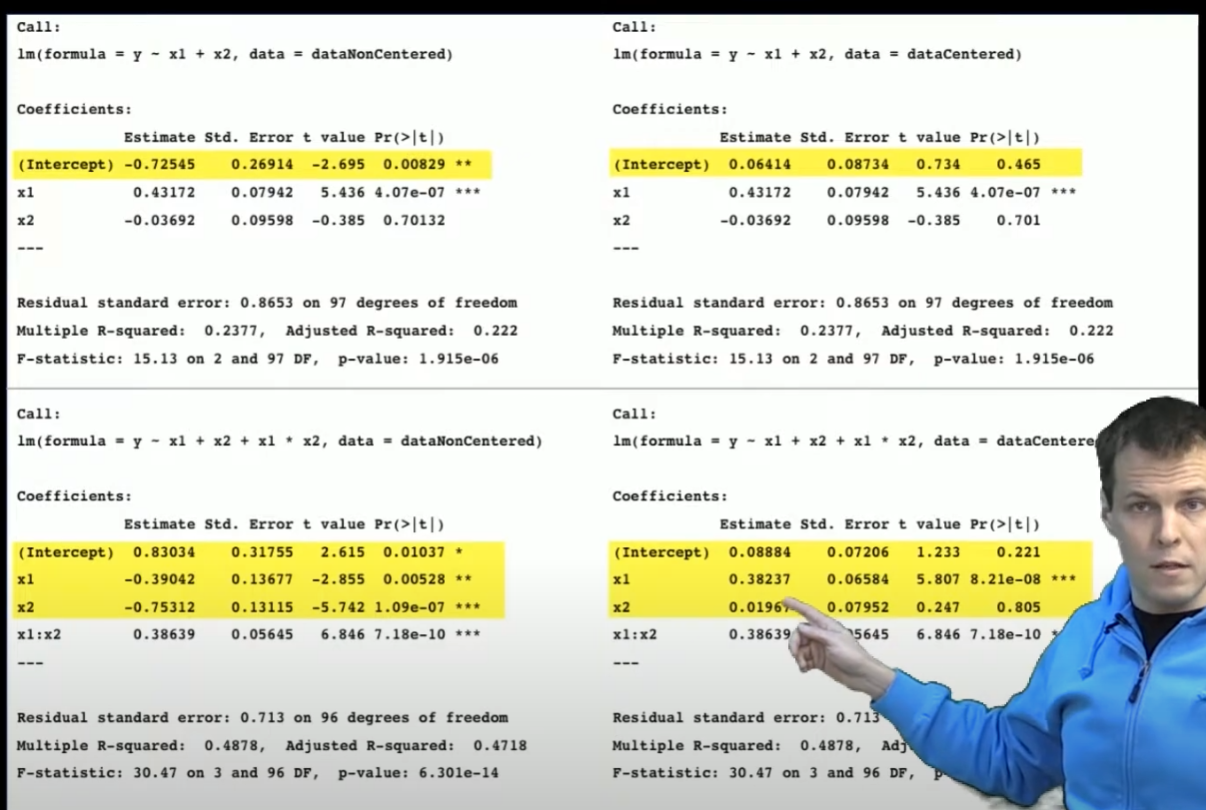 Call:
lm(formula = y ~ x1 + x2, data = dataNonCentered)
Coefficients:
Estimate Std. Error t value Pr(>|t|)
(Intercept) -0.72545 0.26914 -2.695 0.00829 **
x1 0.43172 0.07942 5.436 4.07e-07 ***
x2 -0.03692 0.09598 -0.385 0.70132
---
Residual standard error: 0.8653 on 97 degrees of freedom
Multiple R-squared: 0.2377, Adjusted R-squared: 0.222
F-statistic: 15.13 on 2 and 97 DF, p-value: 1.915e-06
Call:
lm(formula = y ~ x1 + x2, data = dataCentered)
Coefficients:
Estimate Std. Error t value Pr(>|t|)
(Intercept) 0.06414 0.08734 0.734 0.465
x1 0.43172 0.07942 5.436 4.07e-07 ***
x2 -0.03692 0.09598 -0.385 0.701
---
Residual standard error: 0.8653 on 97 degrees of freedom
Multiple R-squared: 0.2377, Adjusted R-squared: 0.222
F-statistic: 15.13 on 2 and 97 DF, p-value: 1.915e-06
Call:
lm(formula = y ~ x1 + x2 + x1 * x2, data = dataNonCentered)
Coefficients:
Estimate Std. Error t value Pr(>|t|)
(Intercept) 0.83034 0.31755 2.615 0.01037 *
x1 -0.39042 0.13677 -2.855 0.00528 **
x2 -0.75312 0.13115 -5.742 1.09e-07 ***
x1:x2 0.38639 0.05645 6.846 7.18e-10 ***
---
Residual standard error: 0.713 on 96 degrees of freedom
Multiple R-squared: 0.4878, Adjusted R-squared: 0.4718
F-statistic: 30.47 on 3 and 96 DF, p-value: 6.301e-14
Call:
lm(formula = y ~ x1 + x2 + x1 * x2, data = dataCentere
Coefficients:
Estimate Std. Error t value Pr(>|t|)
(Intercept) 0.08884 0.07206 1.233 0.221
x1 0.38237 0.06584 5.807 8.21e-08 ***
x2 0.01967 0.07952 0.247 0.805
x1:x2 0.38639 5645 6.846 7.18e-10 *
---
Residual standard error: 0.713
Multiple R-squared: 0.4878, Adj
F-statistic: 30.47 on 3 and 96 DF, p